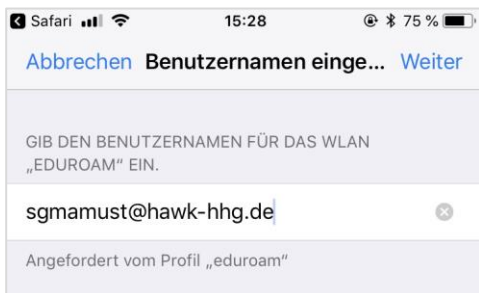 Safari 15:28 75 %
Abbrechen Benutzernamen einge... Weiter
GIB DEN BENUTZERNAMEN FÜR DAS WLAN
„EDUROAM“ EIN.
sgmamust@hawk-hhg.de
Angefordert vom Profil „eduroam“